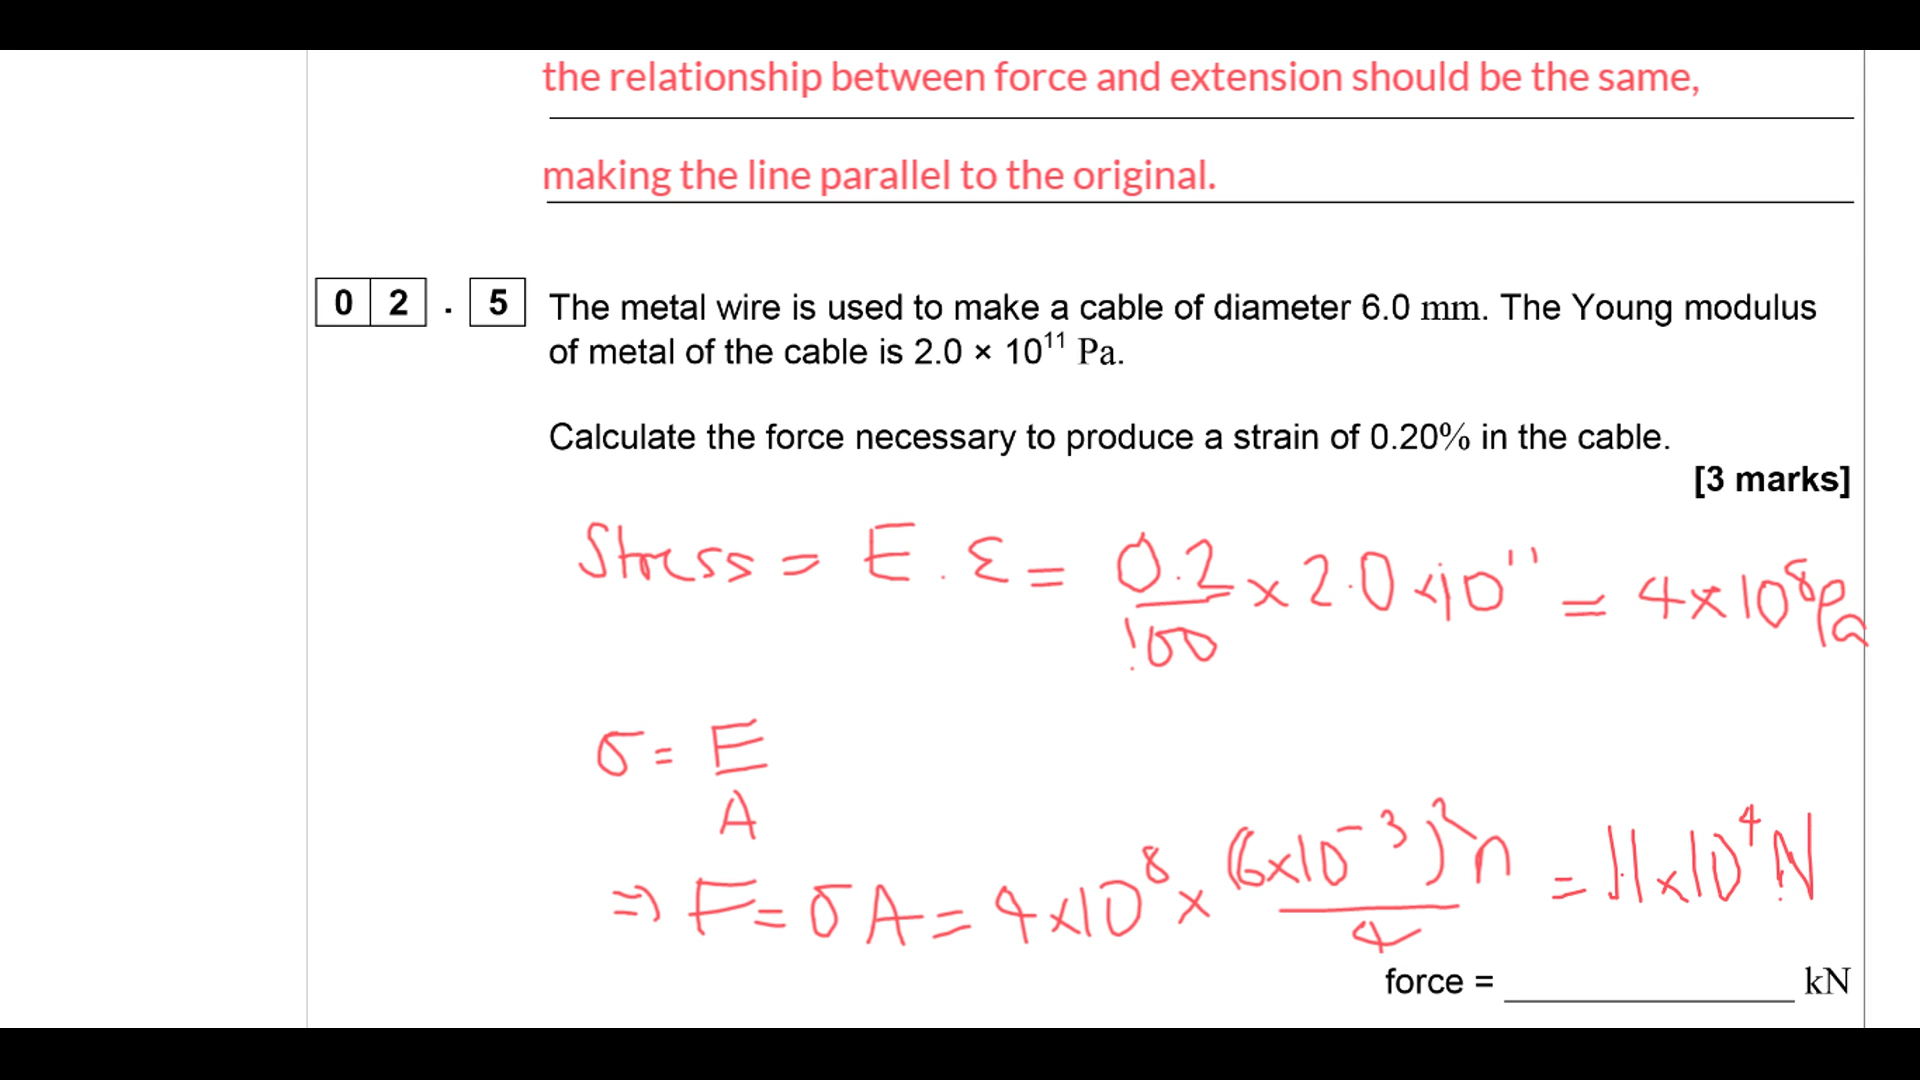 the relationship between force and extension should be the same,
making the line parallel to the original.
0 2 . 5 The metal wire is used to make a cable of diameter 6.0 mm. The Young modulus
of metal of the cable is 2.0 × 10¹¹ Pa.
Calculate the force necessary to produce a strain of 0.20% in the cable.
[3 marks]
Stress = E . ε = 0.2/100 × 2.0 × 10¹¹ = 4 × 10⁸ Pa
σ = F/A
⇒ F = σ A = 4 × 10⁸ × (6 × 10⁻³)² π / 4 = 1.1 × 10⁴ N
force = kN